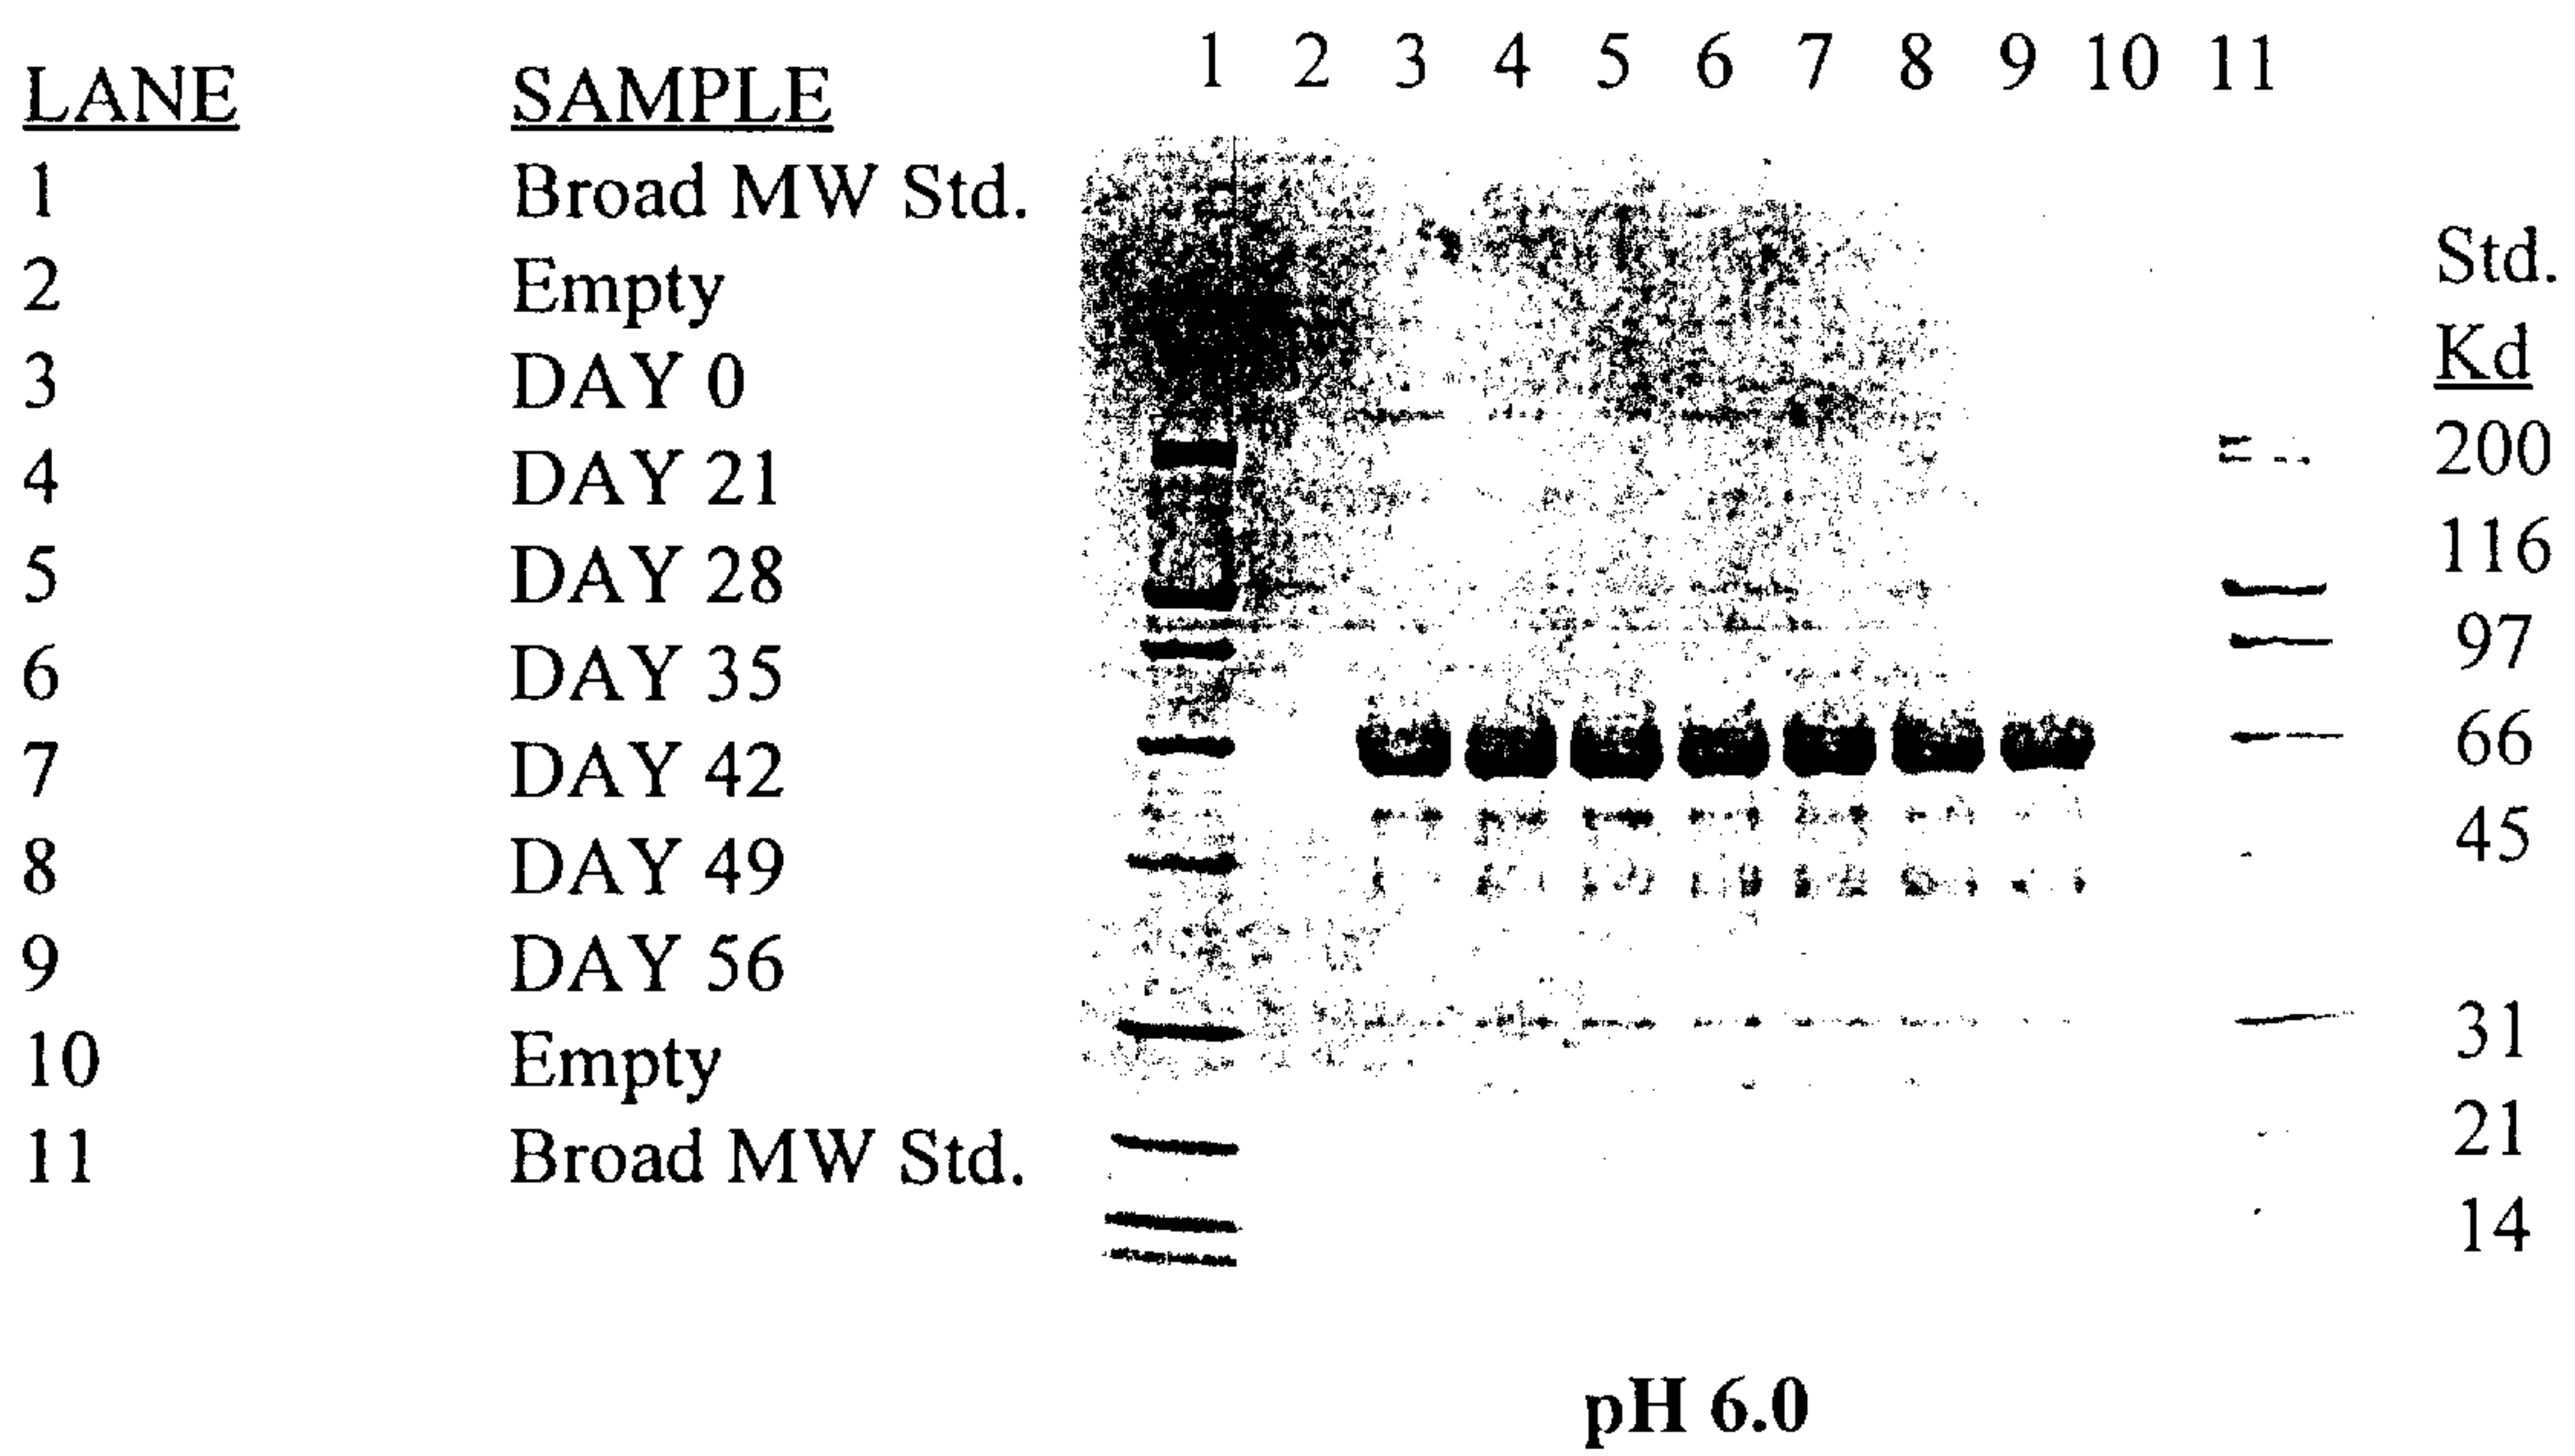 LANE SAMPLE
1 Broad MW Std.
2 Empty
3 DAY 0
4 DAY 21
5 DAY 28
6 DAY 35
7 DAY 42
8 DAY 49
9 DAY 56
10 Empty
11 Broad MW Std.
1 2 3 4 5 6 7 8 9 10 11
Std.
Kd
200
116
97
66
45
31
21
14
pH 6.0